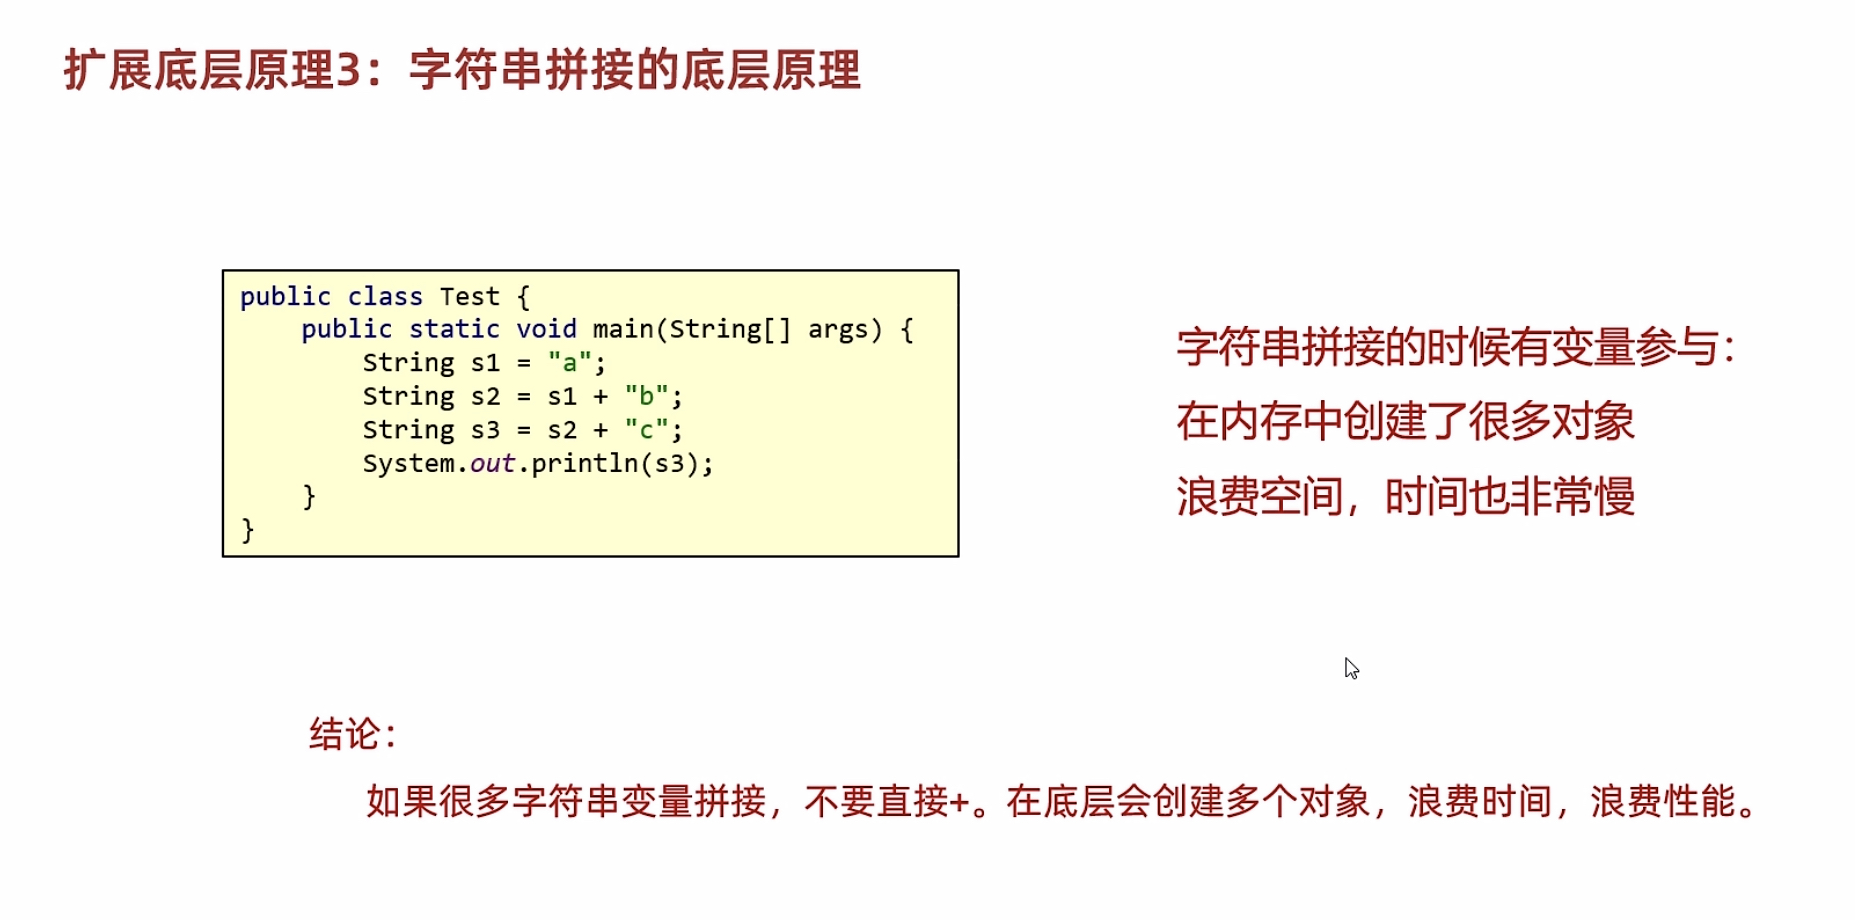 扩展底层原理3：字符串拼接的底层原理
public class Test {
    public static void main(String[] args) {
        String s1 = "a";
        String s2 = s1 + "b";
        String s3 = s2 + "c";
        System.out.println(s3);
    }
}
字符串拼接的时候有变量参与：
在内存中创建了很多对象
浪费空间，时间也非常慢
结论：
如果很多字符串变量拼接，不要直接+。在底层会创建多个对象，浪费时间，浪费性能。